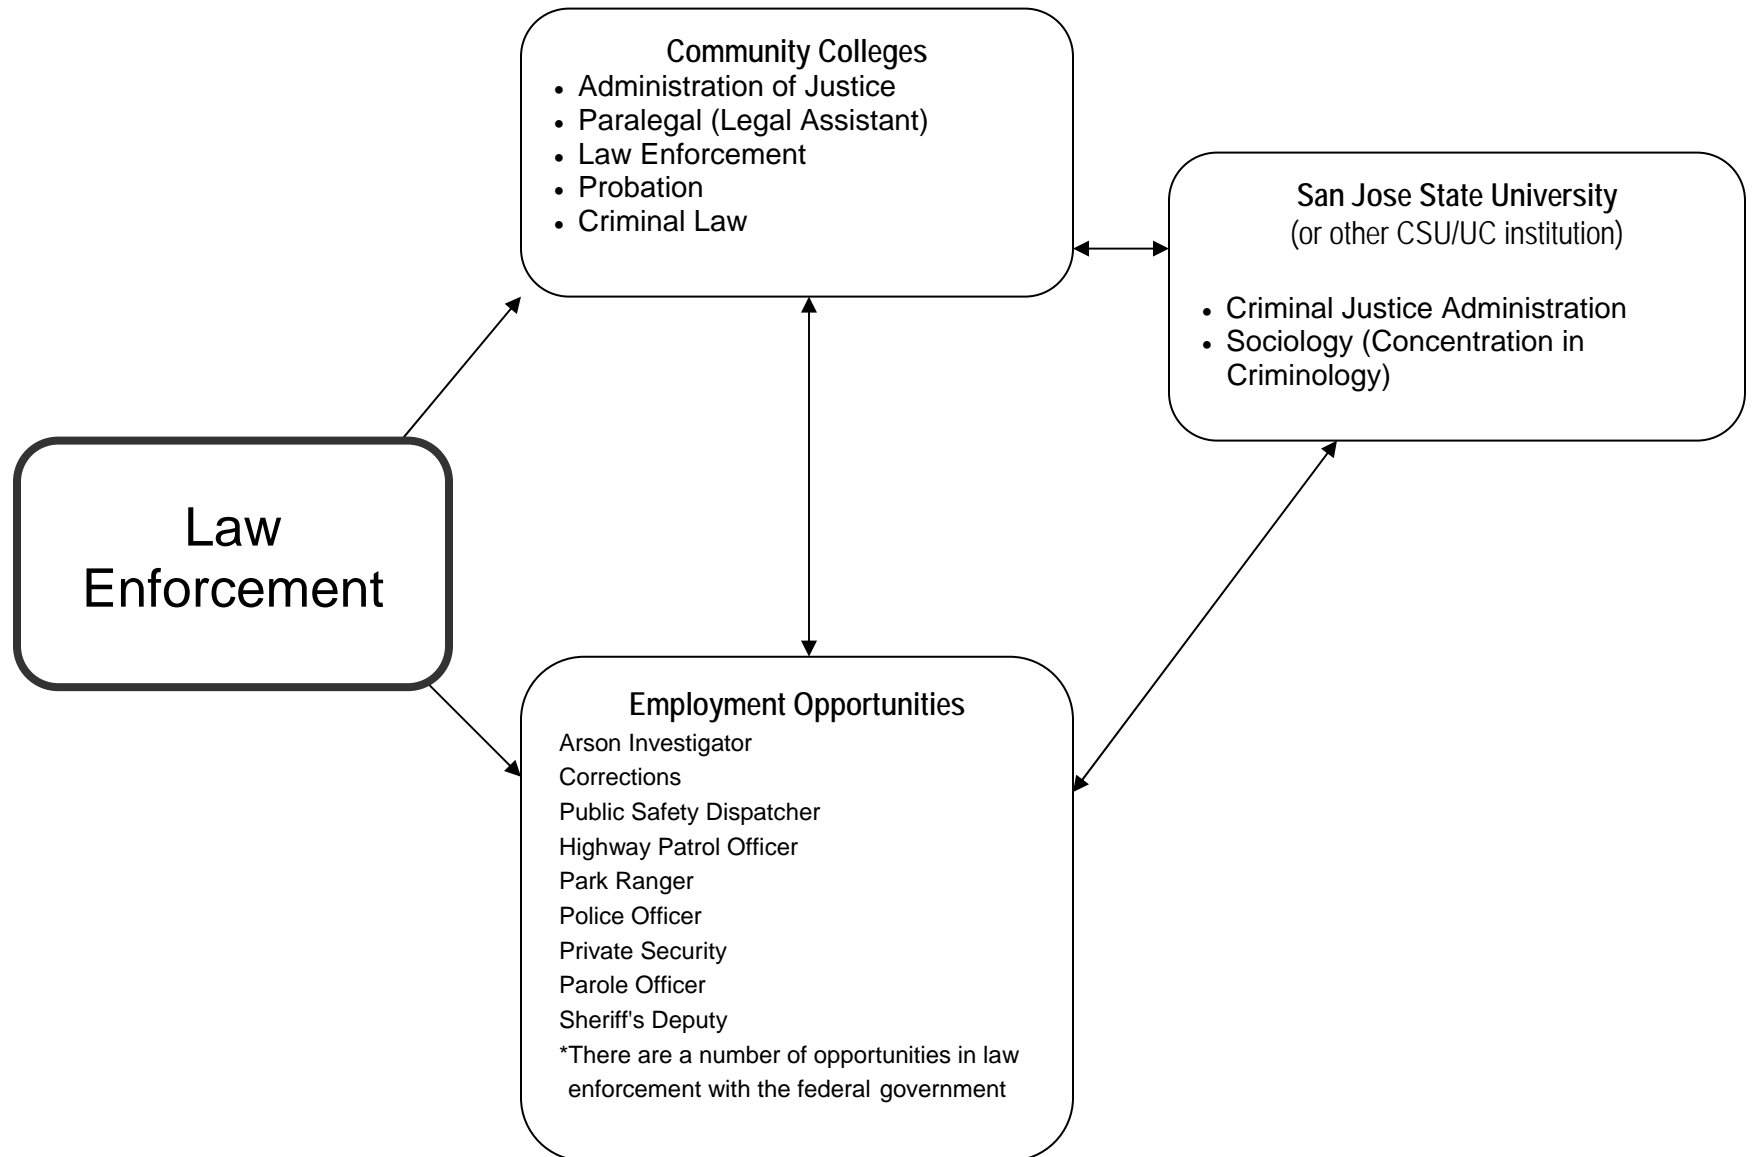 Community Colleges
• Administration of Justice
• Paralegal (Legal Assistant)
• Law Enforcement
• Probation
• Criminal Law
San Jose State University
(or other CSU/UC institution)
• Criminal Justice Administration
• Sociology (Concentration in
Criminology)
Law
Enforcement
Employment Opportunities
Arson Investigator
Corrections
Public Safety Dispatcher
Highway Patrol Officer
Park Ranger
Police Officer
Private Security
Parole Officer
Sheriff's Deputy
*There are a number of opportunities in law
enforcement with the federal government